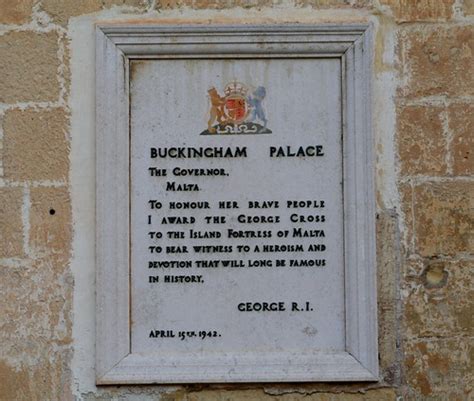 BUCKINGHAM PALACE
THE GOVERNOR.
MALTA.
TO HONOUR HER BRAVE PEOPLE
I AWARD THE GEORGE CROSS
TO THE ISLAND FORTRESS OF MALTA
TO BEAR WITNESS TO A HEROISM AND
DEVOTION THAT WILL LONG BE FAMOUS
IN HISTORY.
GEORGE R.I.
APRIL 15TH. 1942.